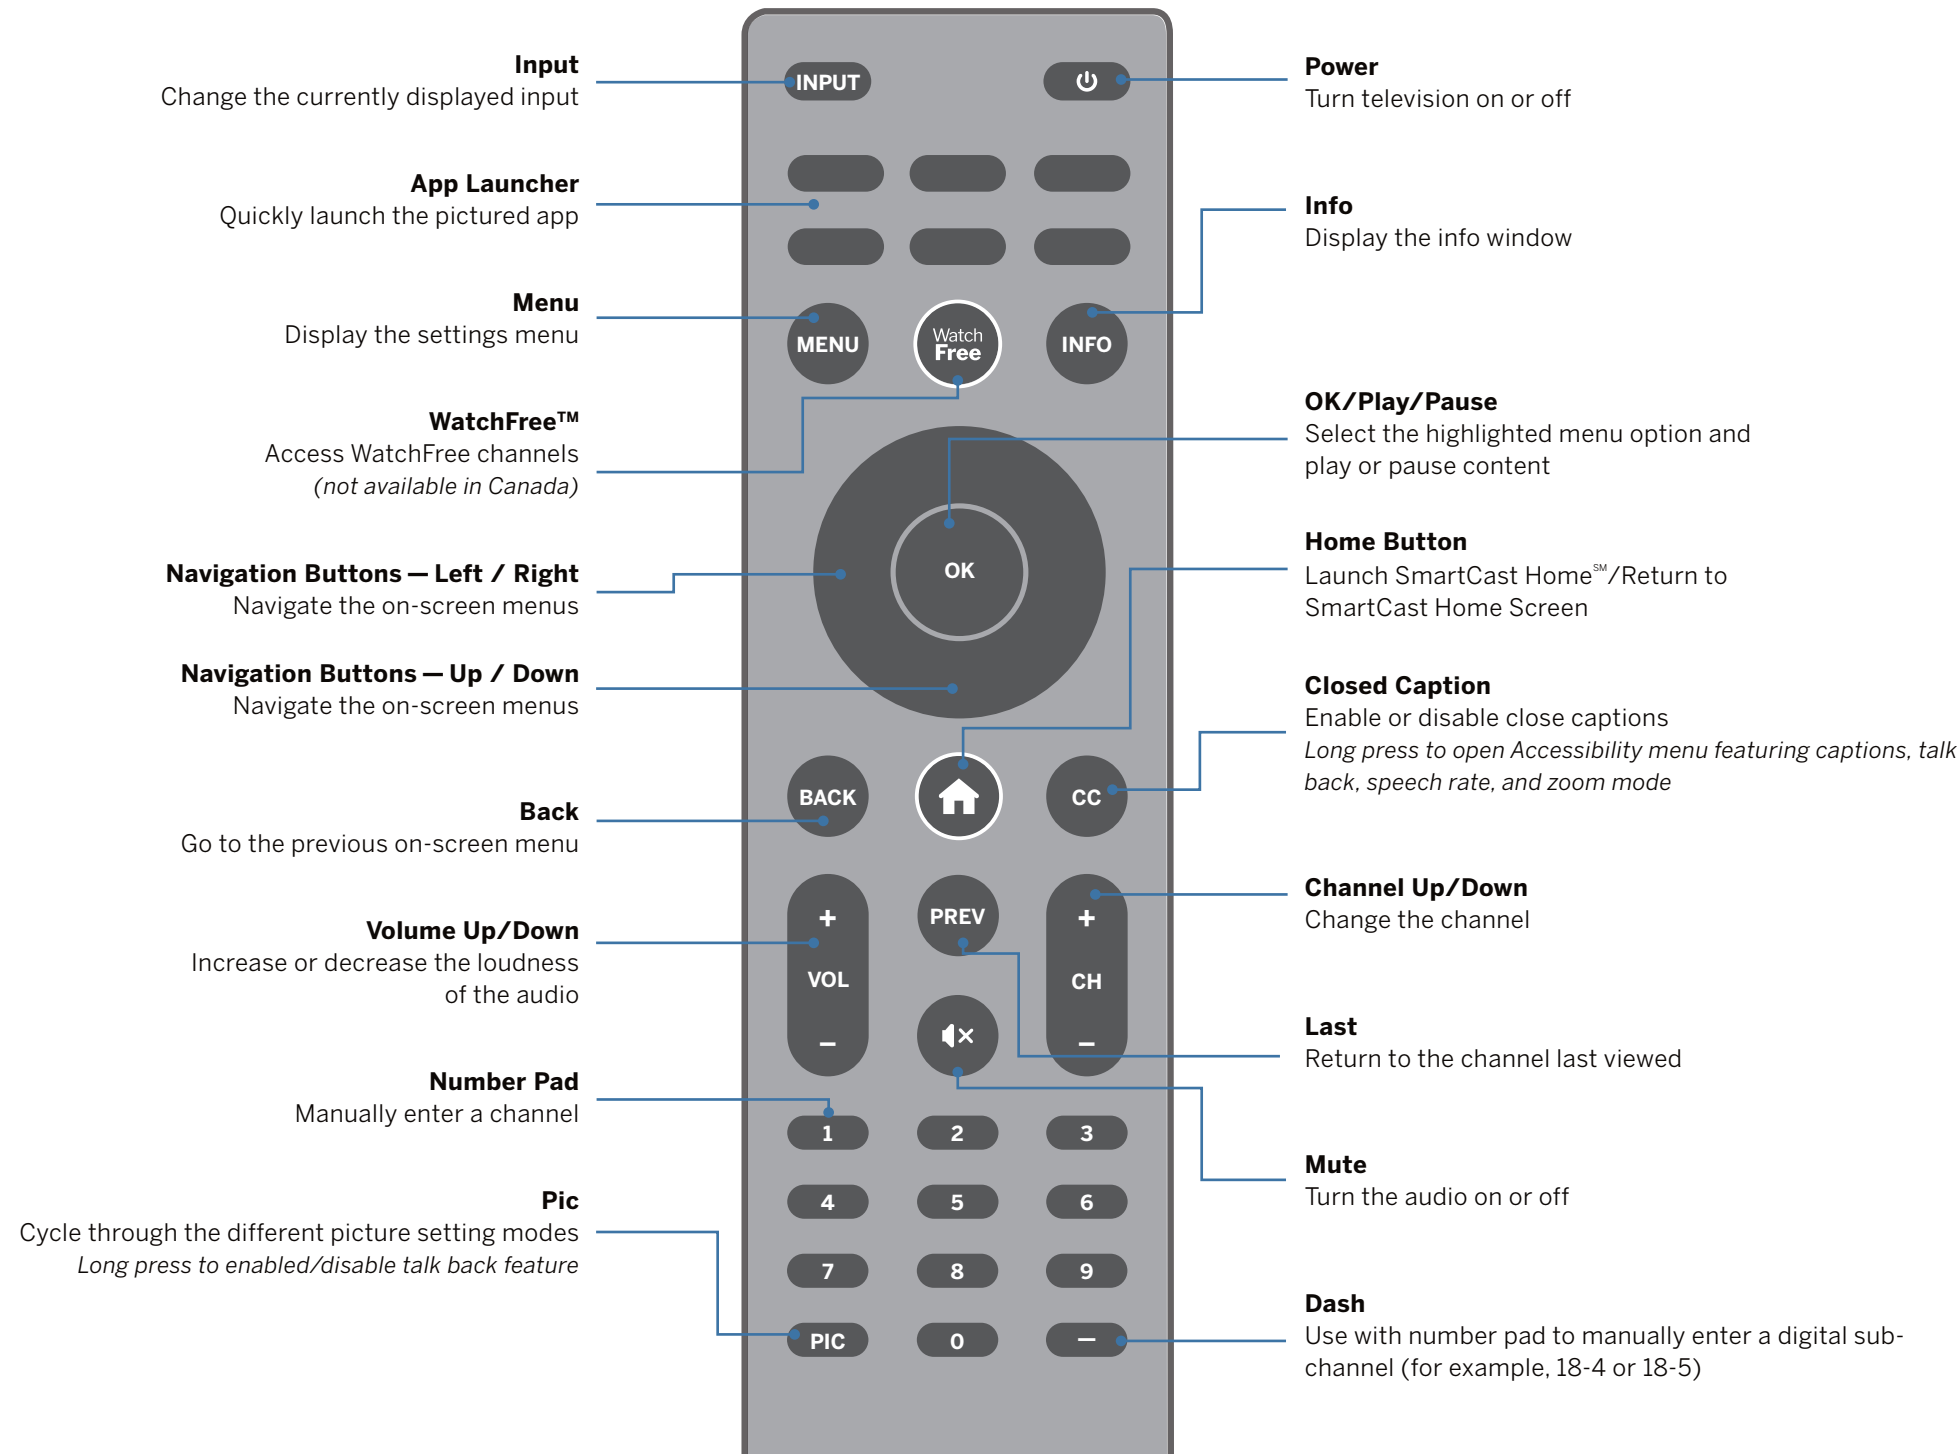 Input
Change the currently displayed input
App Launcher
Quickly launch the pictured app
Menu
Display the settings menu
WatchFree™
Access WatchFree channels
(not available in Canada)
Navigation Buttons — Left / Right
Navigate the on-screen menus
Navigation Buttons — Up / Down
Navigate the on-screen menus
Back
Go to the previous on-screen menu
Volume Up/Down
Increase or decrease the loudness
of the audio
Number Pad
Manually enter a channel
Pic
Cycle through the different picture setting modes
Long press to enabled/disable talk back feature
INPUT
MENU
Watch
Free
INFO
OK
BACK
CC
+
VOL
–
PREV
+
CH
–
1
2
3
4
5
6
7
8
9
PIC
0
–
Power
Turn television on or off
Info
Display the info window
OK/Play/Pause
Select the highlighted menu option and
play or pause content
Home Button
Launch SmartCast Home℠/Return to
SmartCast Home Screen
Closed Caption
Enable or disable close captions
Long press to open Accessibility menu featuring captions, talk
back, speech rate, and zoom mode
Channel Up/Down
Change the channel
Last
Return to the channel last viewed
Mute
Turn the audio on or off
Dash
Use with number pad to manually enter a digital sub-
channel (for example, 18-4 or 18-5)